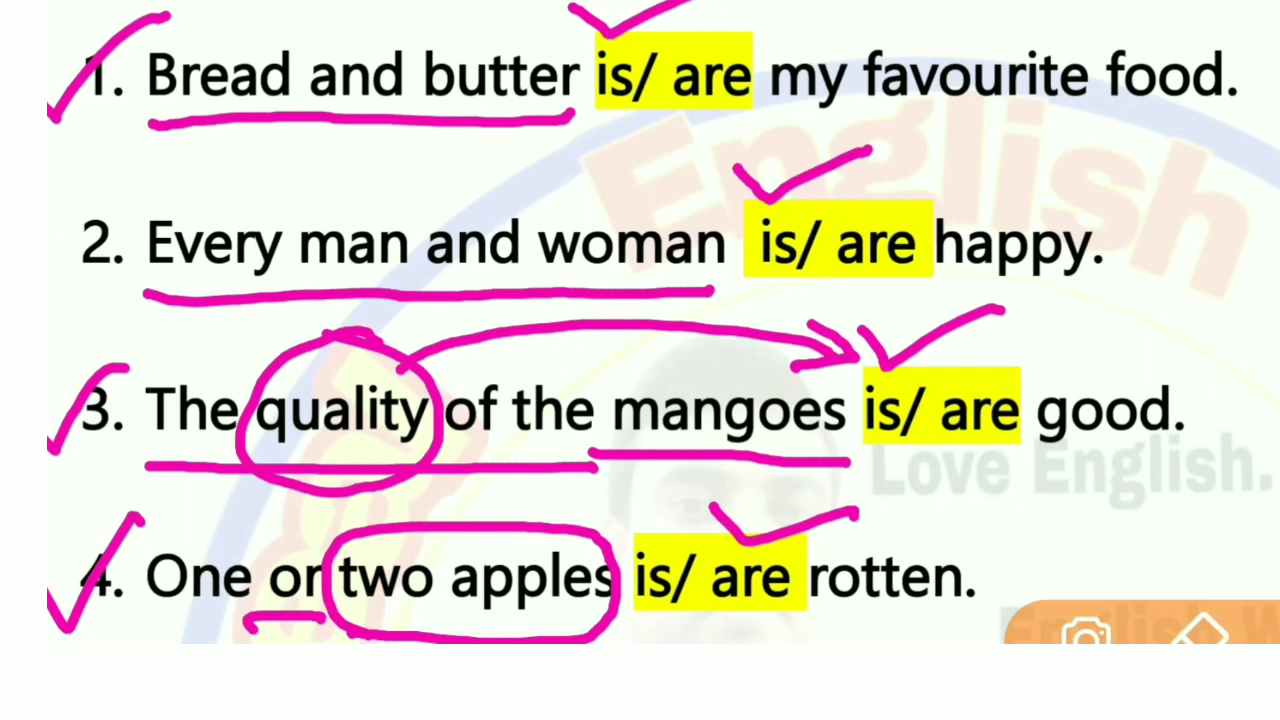 1. Bread and butter is/ are my favourite food.
2. Every man and woman is/ are happy.
3. The quality of the mangoes is/ are good.
4. One or two apples is/ are rotten.
English
Love English.